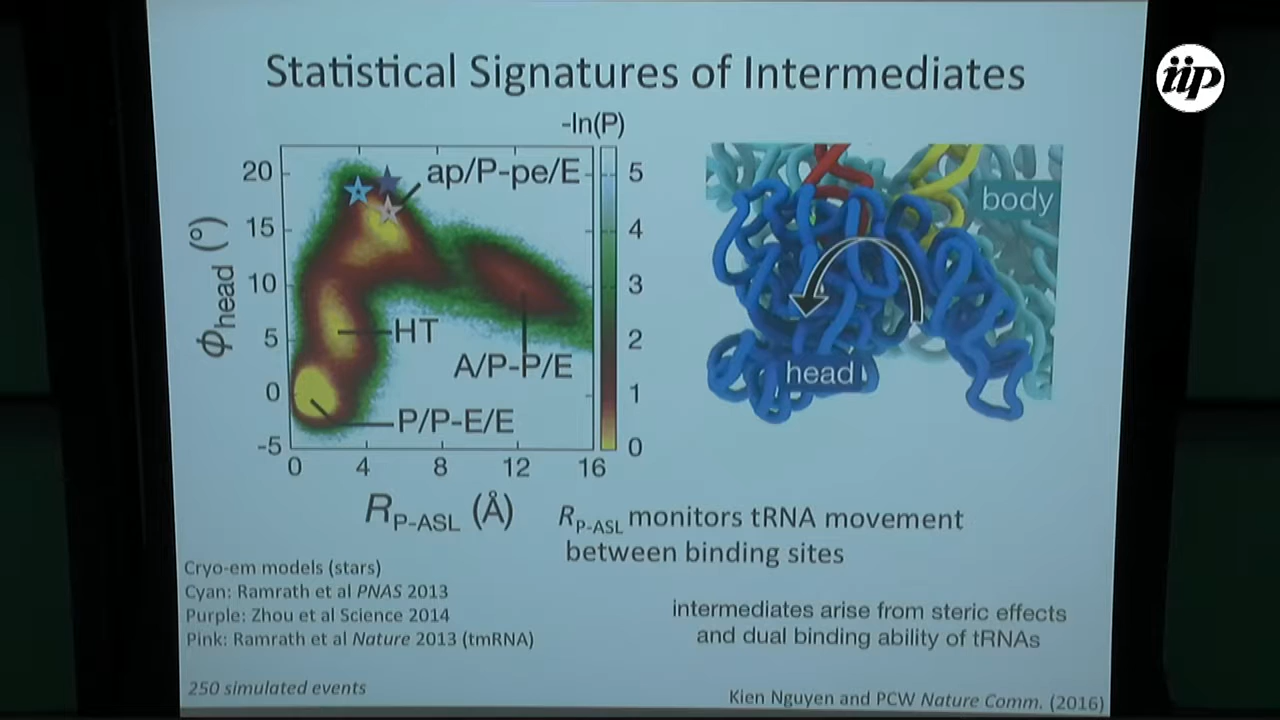 Statistical Signatures of Intermediates
iip
-ln(P)
20
15
10
5
0
-5
ϕhead (°)
ap/P-pe/E
HT
A/P-P/E
P/P-E/E
5
4
3
2
1
0
0 4 8 12 16
RP-ASL (Å)
body
head
RP-ASL monitors tRNA movement
between binding sites
Cryo-em models (stars)
Cyan: Ramrath et al PNAS 2013
Purple: Zhou et al Science 2014
Pink: Ramrath et al Nature 2013 (tmRNA)
intermediates arise from steric effects
and dual binding ability of tRNAs
250 simulated events
Kien Nguyen and PCW Nature Comm. (2016)